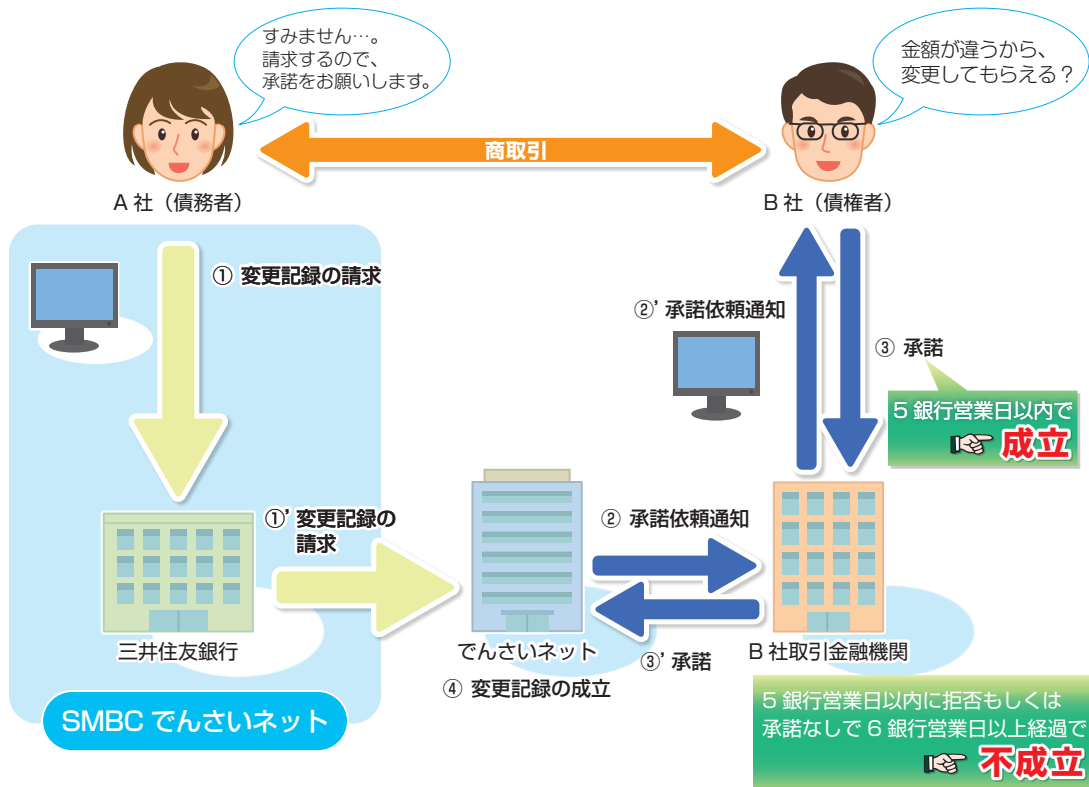 すみません…。
請求するので、
承諾をお願いします。
金額が違うから、
変更してもらえる？
商取引
A 社（債務者）
B 社（債権者）
① 変更記録の請求
②’ 承諾依頼通知
③ 承諾
5 銀行営業日以内で
成立
①’ 変更記録の
請求
② 承諾依頼通知
三井住友銀行
でんさいネット
③’ 承諾
B 社取引金融機関
④ 変更記録の成立
SMBC でんさいネット
5 銀行営業日以内に拒否もしくは
承諾なしで 6 銀行営業日以上経過で
不成立